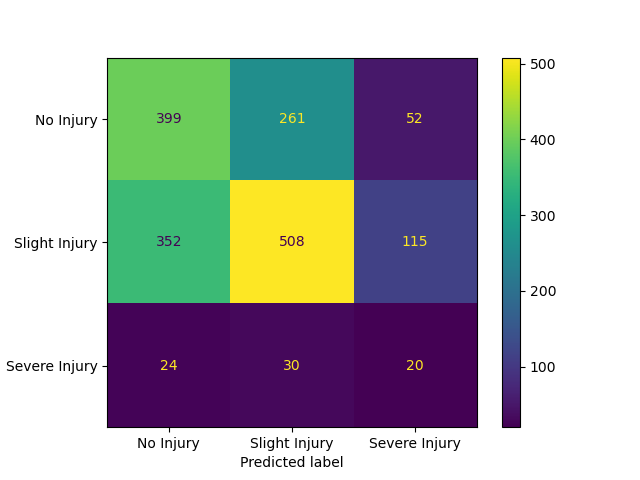 500
No Injury 399 261 52
400
300
Slight Injury 352 508 115
200
100
Severe Injury 24 30 20
No Injury Slight Injury Severe Injury
Predicted label